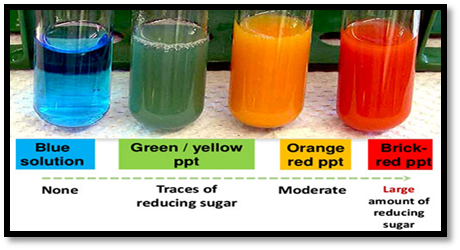 Blue
solution
Green / yellow
ppt
Orange
red ppt
Brick-
red ppt
None
Traces of
reducing sugar
Moderate
Large
amount of
reducing
sugar